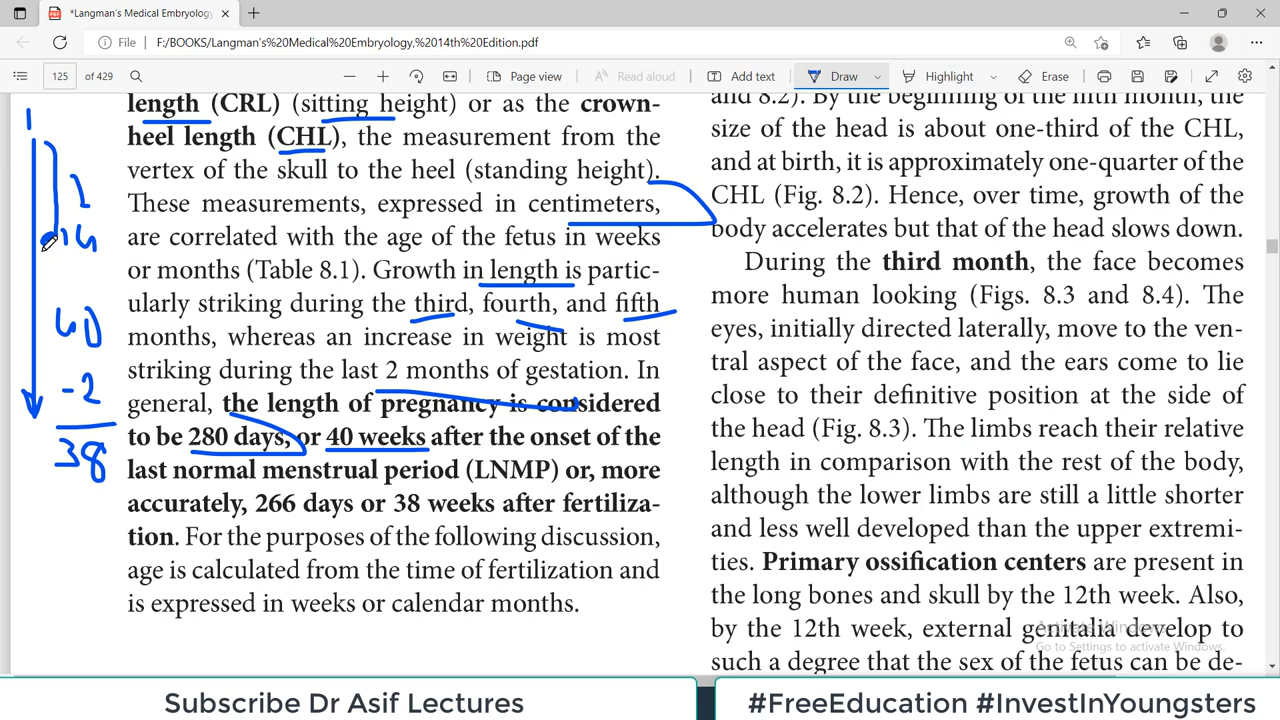 *Langman's Medical Embryology,
File
F:/BOOKS/Langman's%20Medical%20Embryology,%2014th%20Edition.pdf
125 of 429
Page view
Read aloud
Add text
Draw
Highlight
Erase
length (CRL) (sitting height) or as the crown-
heel length (CHL), the measurement from the
vertex of the skull to the heel (standing height).
These measurements, expressed in centimeters,
are correlated with the age of the fetus in weeks
or months (Table 8.1). Growth in length is partic-
ularly striking during the third, fourth, and fifth
months, whereas an increase in weight is most
striking during the last 2 months of gestation. In
general, the length of pregnancy is considered
to be 280 days, or 40 weeks after the onset of the
last normal menstrual period (LNMP) or, more
accurately, 266 days or 38 weeks after fertiliza-
tion. For the purposes of the following discussion,
age is calculated from the time of fertilization and
is expressed in weeks or calendar months.
1
14
40
-2
38
and 8.2). By the beginning of the fifth month, the
size of the head is about one-third of the CHL,
and at birth, it is approximately one-quarter of the
CHL (Fig. 8.2). Hence, over time, growth of the
body accelerates but that of the head slows down.
During the third month, the face becomes
more human looking (Figs. 8.3 and 8.4). The
eyes, initially directed laterally, move to the ven-
tral aspect of the face, and the ears come to lie
close to their definitive position at the side of
the head (Fig. 8.3). The limbs reach their relative
length in comparison with the rest of the body,
although the lower limbs are still a little shorter
and less well developed than the upper extremi-
ties. Primary ossification centers are present in
the long bones and skull by the 12th week. Also,
by the 12th week, external genitalia develop to
such a degree that the sex of the fetus can be de-
Activate Windows
Go to Settings to activate Windows.
Subscribe Dr Asif Lectures
#FreeEducation #InvestInYoungsters